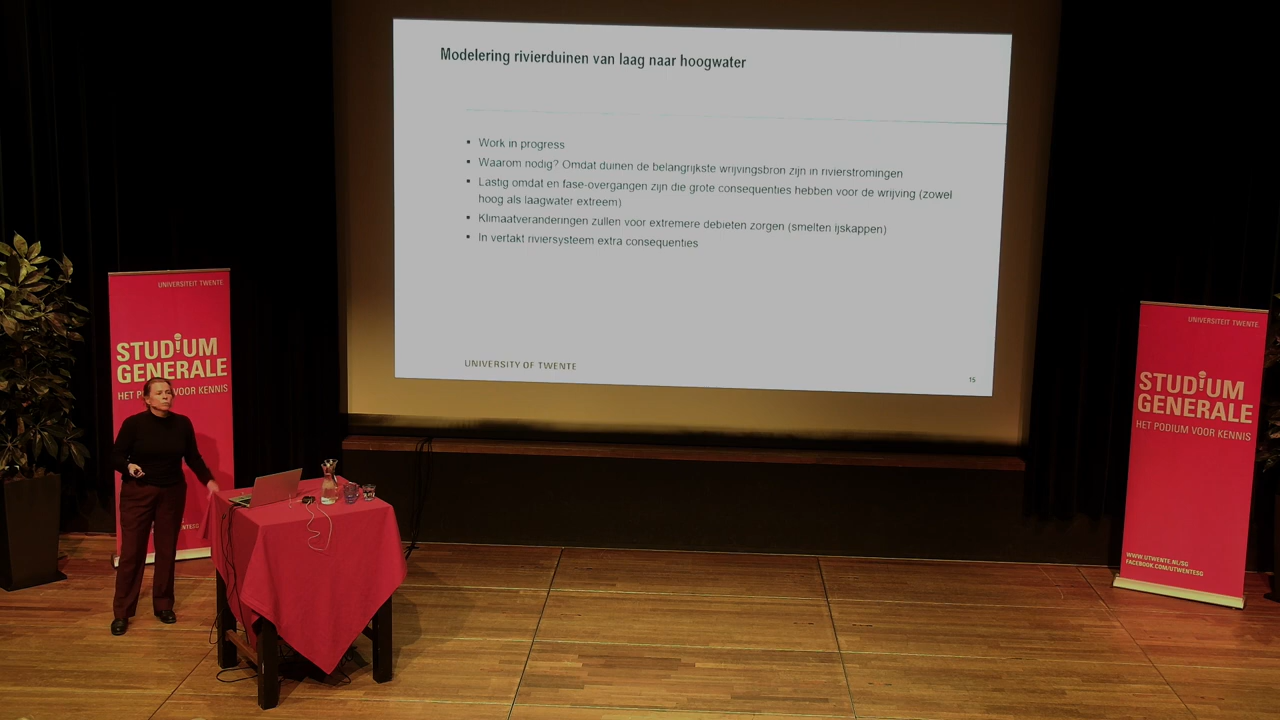 Modelering rivierduinen van laag naar hoogwater
Work in progress
Waarom nodig? Omdat duinen de belangrijkste wrijvingsbron zijn in rivierstromingen
Lastig omdat en fase-overgangen zijn die grote consequenties hebben voor de wrijving (zowel
hoog als laagwater extreem)
Klimaatveranderingen zullen voor extremere debieten zorgen (smelten ijskappen)
In vertakt riviersysteem extra consequenties
UNIVERSITY OF TWENTE
15
UNIVERSITEIT TWENTE
STUDIUM
GENERALE
HET VOOR KENNIS
UNIVERSITEIT TWENTE
STUDIUM
GENERALE
HET PODIUM VOOR KENNIS
WWW.UTWENTE.NL/SG
FACEBOOK.COM/UTWENTESG